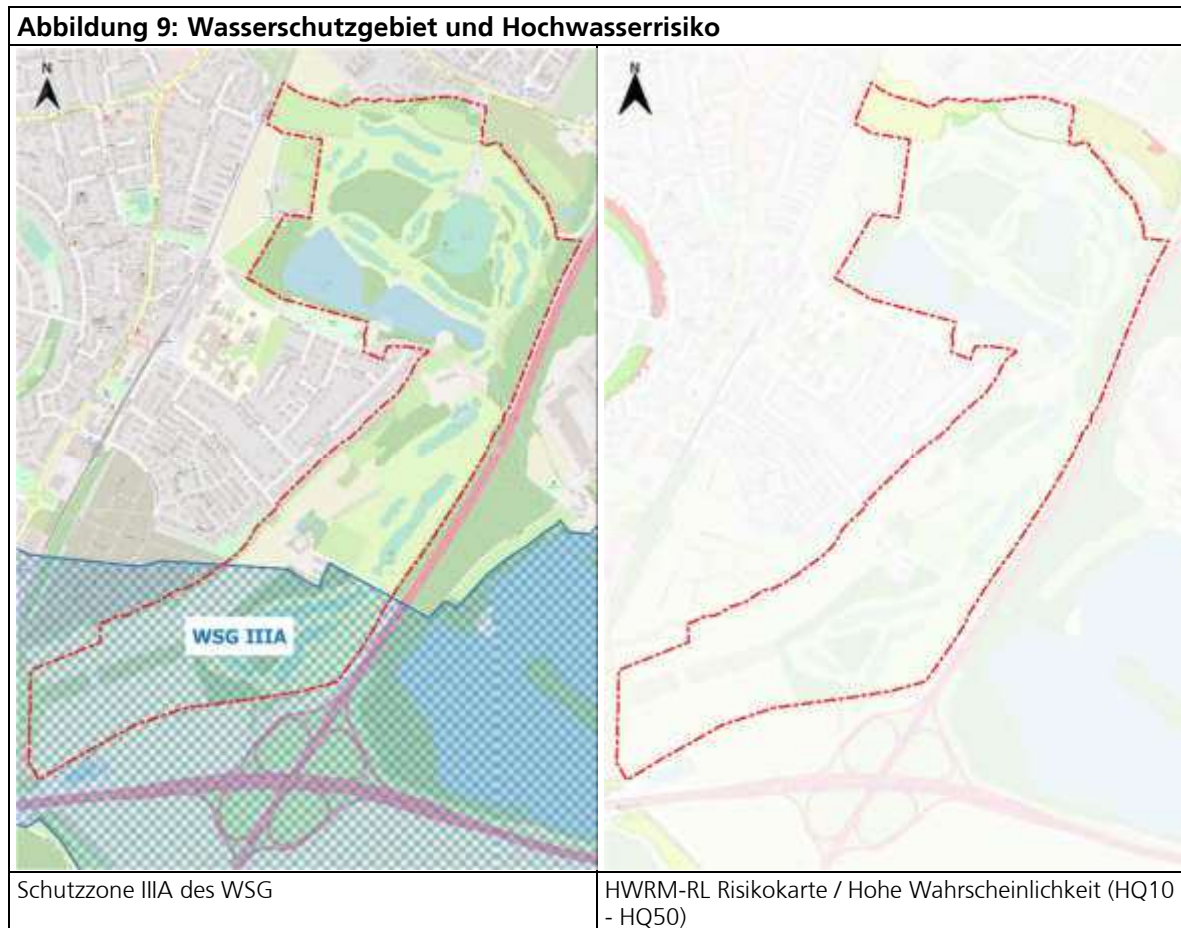 Abbildung 9: Wasserschutzgebiet und Hochwasserrisiko
N
N
WSG IIIA
Schutzzone IIIA des WSG
HWRM-RL Risikokarte / Hohe Wahrscheinlichkeit (HQ10
- HQ50)